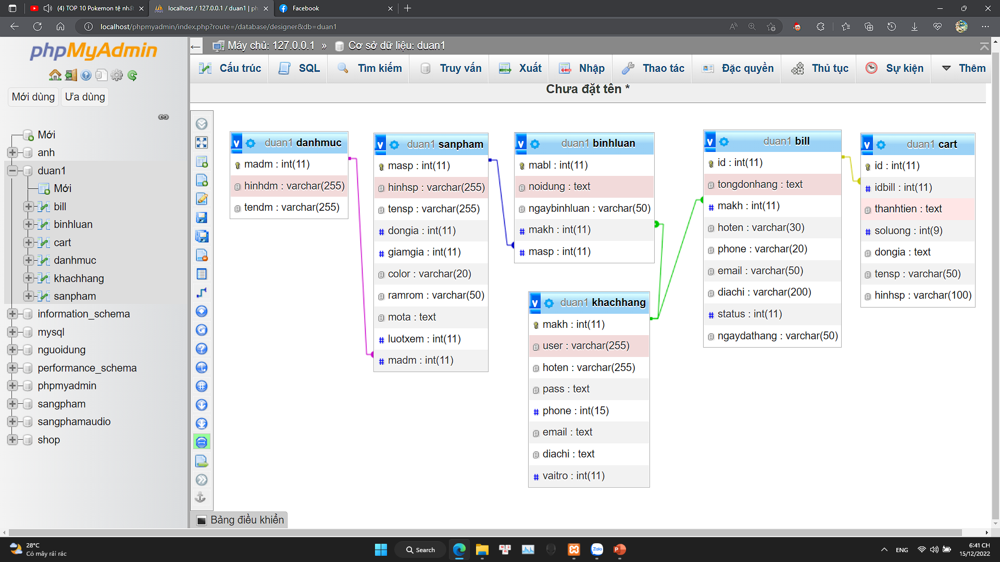 (4) TOP 10 Pokemon tệ nhất
localhost / 127.0.0.1 / duan1 | ph
Facebook
localhost/phpmyadmin/index.php?route=/database/designer&db=duan1
phpMyAdmin
Mới dùng
Ưa dùng
Mới
anh
duan1
Mới
bill
binhluan
cart
danhmuc
khachhang
sanpham
information_schema
mysql
nguoidung
performance_schema
phpmyadmin
sangpham
sangphamaudio
shop
Máy chủ: 127.0.0.1 » Cơ sở dữ liệu: duan1
Cấu trúc
SQL
Tìm kiếm
Truy vấn
Xuất
Nhập
Thao tác
Đặc quyền
Thủ tục
Sự kiện
Thêm
Chưa đặt tên *
v duan1 danhmuc
madm : int(11)
hinhdm : varchar(255)
tendm : varchar(255)
v duan1 sanpham
masp : int(11)
hinhsp : varchar(255)
tensp : varchar(255)
# dongia : int(11)
# giamgia : int(11)
color : varchar(20)
ramrom : varchar(50)
mota : text
# luotxem : int(11)
# madm : int(11)
v duan1 binhluan
mabl : int(11)
noidung : text
ngaybinhluan : varchar(50)
# makh : int(11)
# masp : int(11)
v duan1 khachhang
makh : int(11)
user : varchar(255)
hoten : varchar(255)
pass : text
# phone : int(15)
email : text
diachi : text
# vaitro : int(11)
v duan1 bill
id : int(11)
tongdonhang : text
# makh : int(11)
hoten : varchar(30)
phone : varchar(20)
email : varchar(50)
diachi : varchar(200)
# status : int(11)
ngaydathang : varchar(50)
v duan1 cart
id : int(11)
# idbill : int(11)
thanhtien : text
# soluong : int(9)
dongia : text
tensp : varchar(50)
hinhsp : varchar(100)
Bảng điều khiển
28°C
Có mây rải rác
Search
Zalo
ENG
6:41 CH
15/12/2022